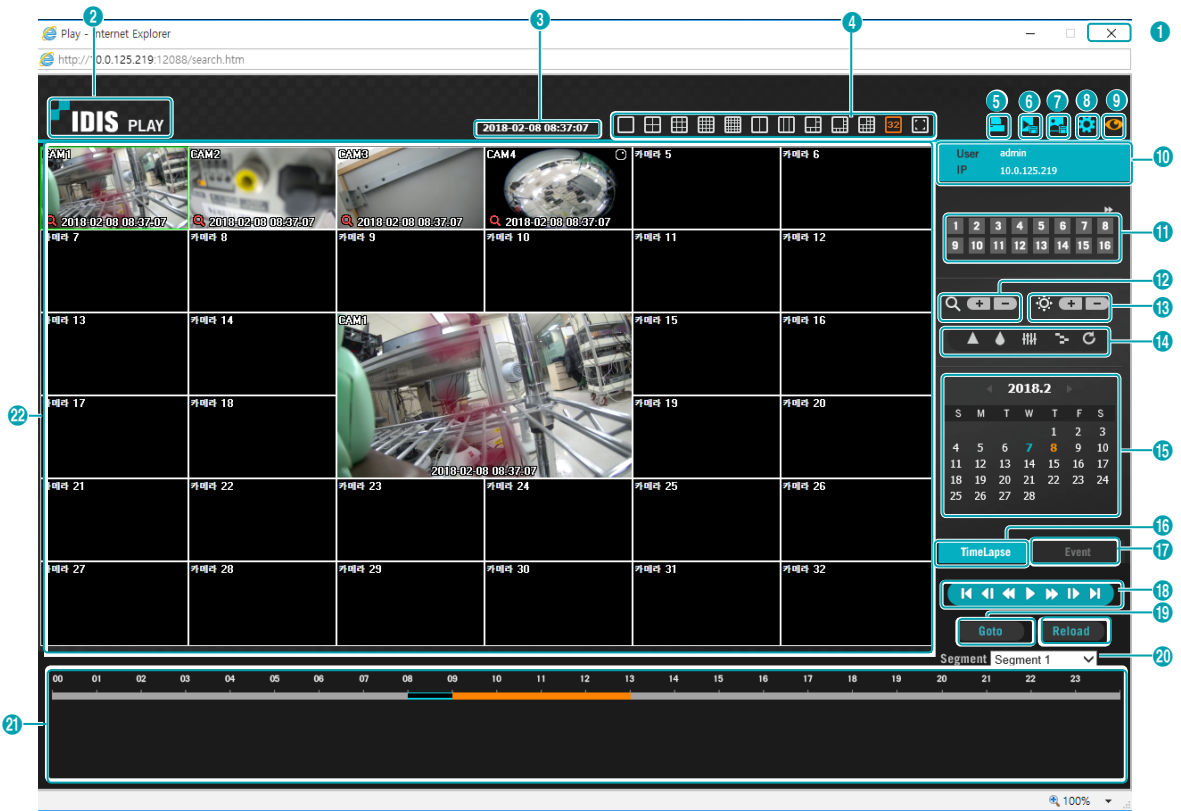 2
3
4
Play - Internet Explorer
1
http://10.0.125.219:12088/search.htm
5
6
7
8
9
IDIS PLAY
2018-02-08 08:37:07
32
User admin
IP 10.0.125.219
10
CAM1
CAM2
CAM3
CAM4
카메라 5
카메라 6
2018-02-08 08:37:07
2018-02-08 08:37:07
2018-02-08 08:37:07
2018-02-08 08:37:07
1 2 3 4 5 6 7 8
9 10 11 12 13 14 15 16
11
카메라 7
카메라 8
카메라 9
카메라 10
카메라 11
카메라 12
12
13
카메라 13
카메라 14
CAM1
카메라 15
카메라 16
14
2018.2
S M T W T F S
1 2 3
4 5 6 7 8 9 10
11 12 13 14 15 16 17
18 19 20 21 22 23 24
25 26 27 28
15
22
카메라 17
카메라 18
카메라 19
카메라 20
2018-02-08 08:37:07
카메라 21
카메라 22
카메라 23
카메라 24
카메라 25
카메라 26
16
TimeLapse
Event
17
카메라 27
카메라 28
카메라 29
카메라 30
카메라 31
카메라 32
18
19
Goto
Reload
Segment Segment 1
20
00 01 02 03 04 05 06 07 08 09 10 11 12 13 14 15 16 17 18 19 20 21 22 23
21
100%